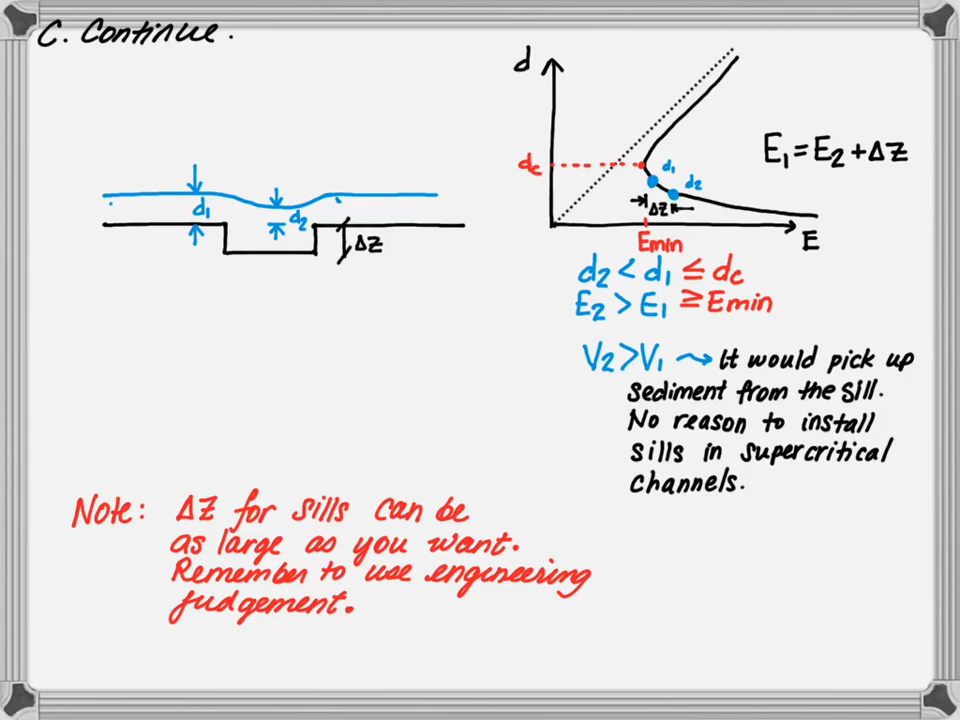 C. Continue.
d
E₁ = E₂ + ΔZ
dc
d₁
d₂
d₁
d₂
ΔZ
ΔZ
E
Emin
d₂ < d₁ ≤ dc
E₂ > E₁ ≥ Emin
V₂ > V₁ ⇝ It would pick up
sediment from the sill.
No reason to install
sills in supercritical
channels.
Note: ΔZ for sills can be
as large as you want.
Remember to use engineering
judgement.